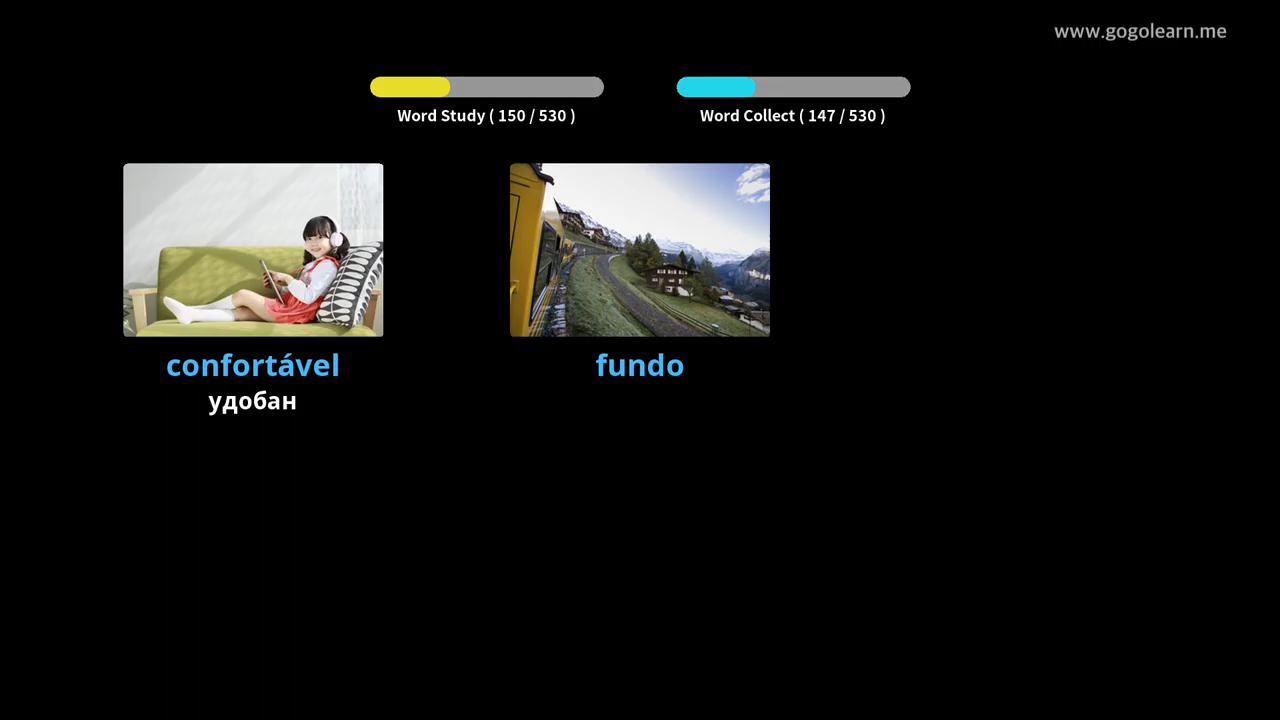 www.gogolearn.me
Word Study ( 150 / 530 )
Word Collect ( 147 / 530 )
confortável
удобан
fundo